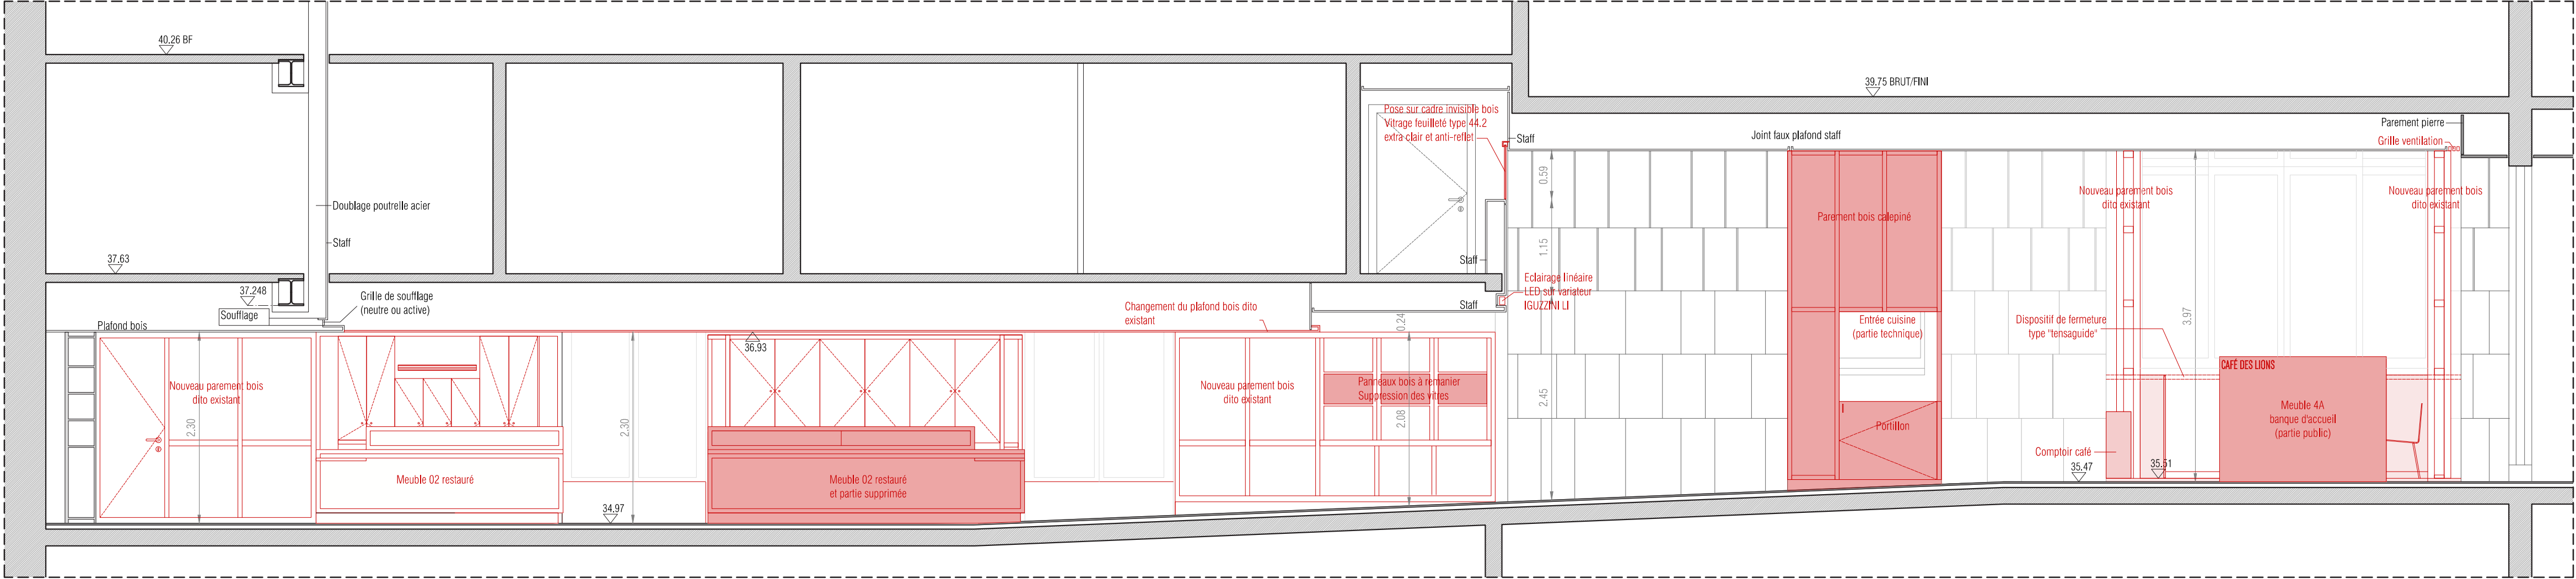 40,26 BF
39.75 BRUT/FINI
Pose sur cadre invisible bois
Vitrage feuilleté type 44.2
extra clair et anti-reflet
Staff
Joint faux plafond staff
Parement pierre
Grille ventilation
0.59
Doublage poutrelle acier
Staff
Parement bois calepiné
Nouveau parement bois
dito existant
Nouveau parement bois
dito existant
1.15
37.63
Staff
37.248
Soufflage
Grille de soufflage
(neutre ou active)
Eclairage linéaire
LED sur variateur
IGUZZINI LI
Staff
Changement du plafond bois dito
existant
Plafond bois
0.24
36,93
Entrée cuisine
(partie technique)
Dispositif de fermeture
type "tensaguide"
3.97
CAFÉ DES LIONS
Nouveau parement bois
dito existant
2.30
2.30
Nouveau parement bois
dito existant
Panneaux bois à remanier
Suppression des vitres
2.08
2.45
Portillon
Meuble 4A
banque d'accueil
(partie public)
Comptoir café
35.47
35.51
Meuble 02 restauré
Meuble 02 restauré
et partie supprimée
34,97